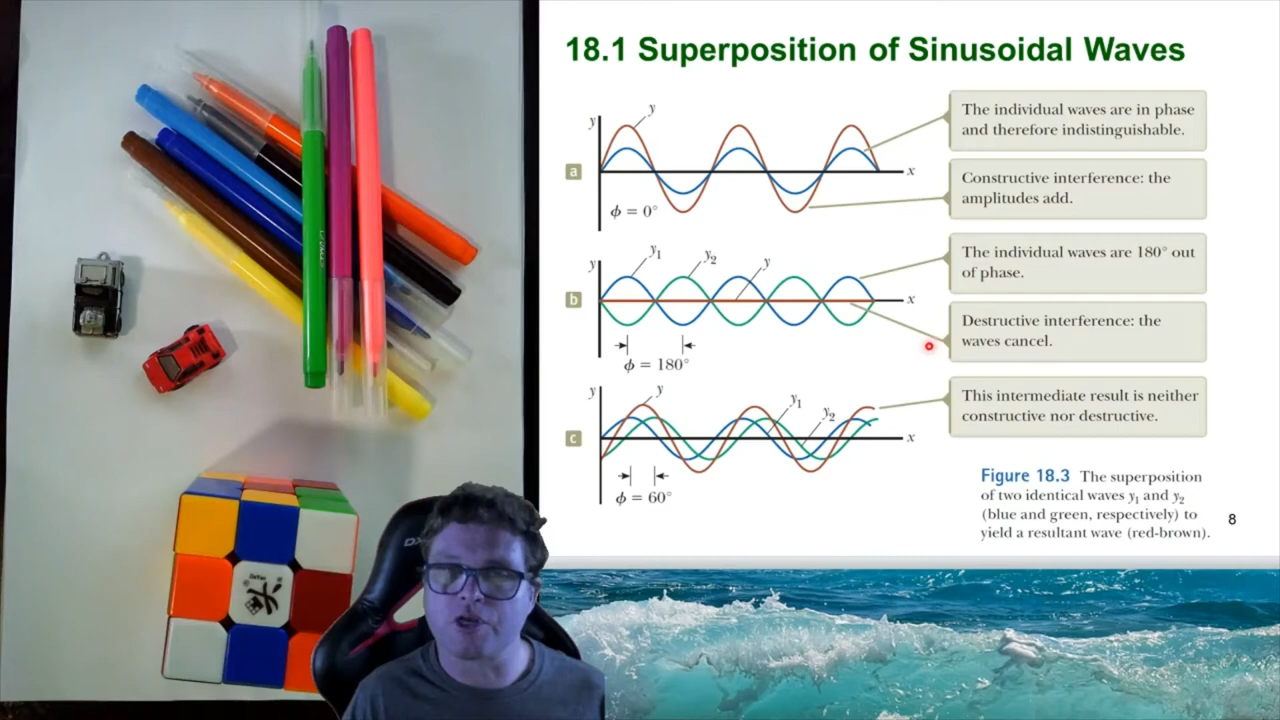 18.1 Superposition of Sinusoidal Waves
y
y
The individual waves are in phase
and therefore indistinguishable.
a
x
Constructive interference: the
amplitudes add.
ϕ = 0°
y
y₁
y₂
y
The individual waves are 180° out
of phase.
b
x
Destructive interference: the
waves cancel.
ϕ = 180°
y
y
y₁
y₂
This intermediate result is neither
constructive nor destructive.
c
x
ϕ = 60°
Figure 18.3 The superposition
of two identical waves y₁ and y₂
(blue and green, respectively) to
yield a resultant wave (red-brown).
8
DaYan
DX